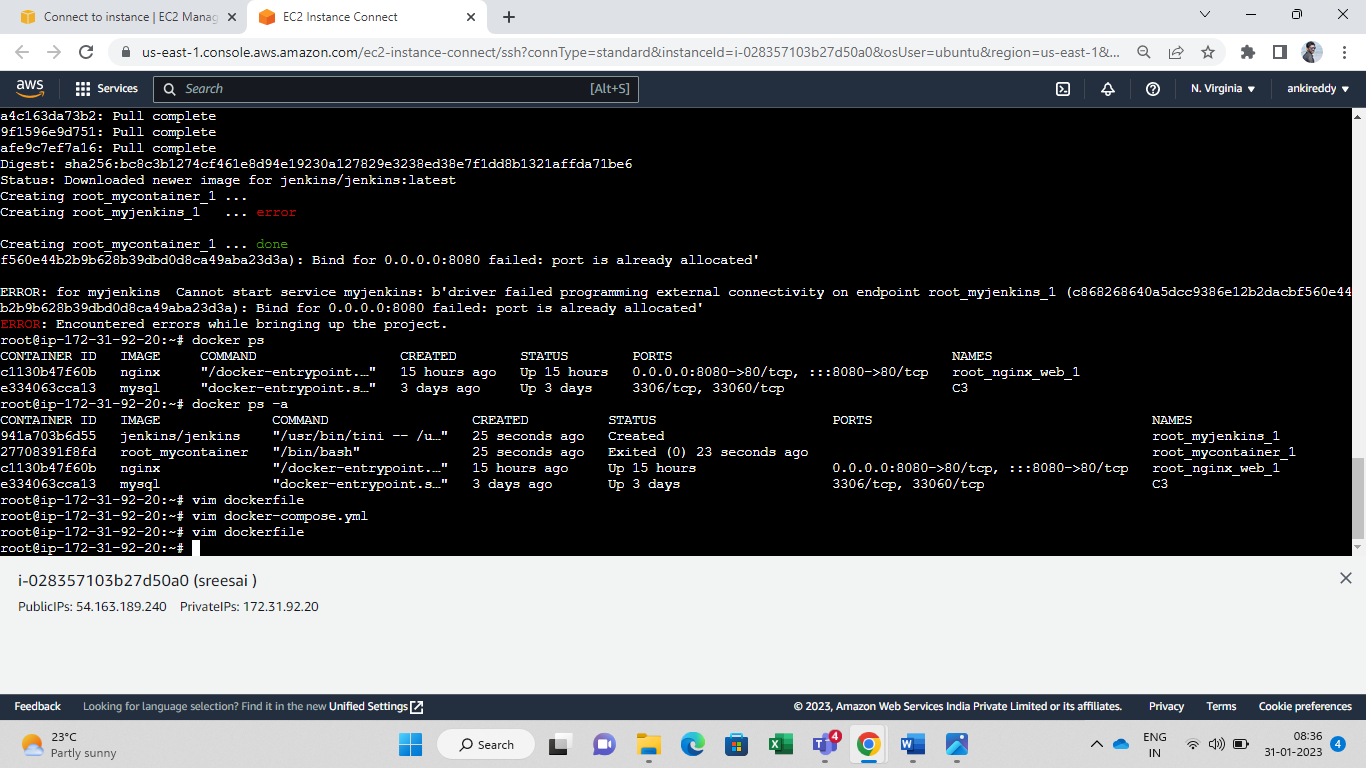 Connect to instance | EC2 Manag
EC2 Instance Connect
us-east-1.console.aws.amazon.com/ec2-instance-connect/ssh?connType=standard&instanceId=i-028357103b27d50a0&osUser=ubuntu&region=us-east-1&...
aws
Services
Search
[Alt+S]
N. Virginia
ankireddy
a4c163da73b2: Pull complete
9f1596e9d751: Pull complete
afe9c7ef7a16: Pull complete
Digest: sha256:bc8c3b1274cf461e8d94e19230a127829e3238ed38e7f1dd8b1321affda71be6
Status: Downloaded newer image for jenkins/jenkins:latest
Creating root_mycontainer_1 ...
Creating root_myjenkins_1   ... error
Creating root_mycontainer_1 ... done
f560e44b2b9b628b39dbd0d8ca49aba23d3a): Bind for 0.0.0.0:8080 failed: port is already allocated'
ERROR: for myjenkins  Cannot start service myjenkins: b'driver failed programming external connectivity on endpoint root_myjenkins_1 (c868268640a5dcc9386e12b2dacbf560e44
b2b9b628b39dbd0d8ca49aba23d3a): Bind for 0.0.0.0:8080 failed: port is already allocated'
ERROR: Encountered errors while bringing up the project.
root@ip-172-31-92-20:~# docker ps
CONTAINER ID   IMAGE     COMMAND                  CREATED        STATUS        PORTS                                   NAMES
c1130b47f60b   nginx     "/docker-entrypoint.…"   15 hours ago   Up 15 hours   0.0.0.0:8080->80/tcp, :::8080->80/tcp   root_nginx_web_1
e334063cca13   mysql     "docker-entrypoint.s…"   3 days ago     Up 3 days     3306/tcp, 33060/tcp                     C3
root@ip-172-31-92-20:~# docker ps -a
CONTAINER ID   IMAGE              COMMAND                  CREATED          STATUS                      PORTS                                   NAMES
941a703b6d55   jenkins/jenkins    "/usr/bin/tini -- /u…"   25 seconds ago   Created                                                             root_myjenkins_1
27708391f8fd   root_mycontainer   "/bin/bash"              25 seconds ago   Exited (0) 23 seconds ago                                           root_mycontainer_1
c1130b47f60b   nginx              "/docker-entrypoint.…"   15 hours ago     Up 15 hours                 0.0.0.0:8080->80/tcp, :::8080->80/tcp   root_nginx_web_1
e334063cca13   mysql              "docker-entrypoint.s…"   3 days ago       Up 3 days                   3306/tcp, 33060/tcp                     C3
root@ip-172-31-92-20:~# vim dockerfile
root@ip-172-31-92-20:~# vim docker-compose.yml
root@ip-172-31-92-20:~# vim dockerfile
root@ip-172-31-92-20:~#
i-028357103b27d50a0 (sreesai )
PublicIPs: 54.163.189.240    PrivateIPs: 172.31.92.20
Feedback
Looking for language selection? Find it in the new Unified Settings
© 2023, Amazon Web Services India Private Limited or its affiliates.
Privacy
Terms
Cookie preferences
23°C
Partly sunny
Search
4
ENG
IN
08:36
31-01-2023
4